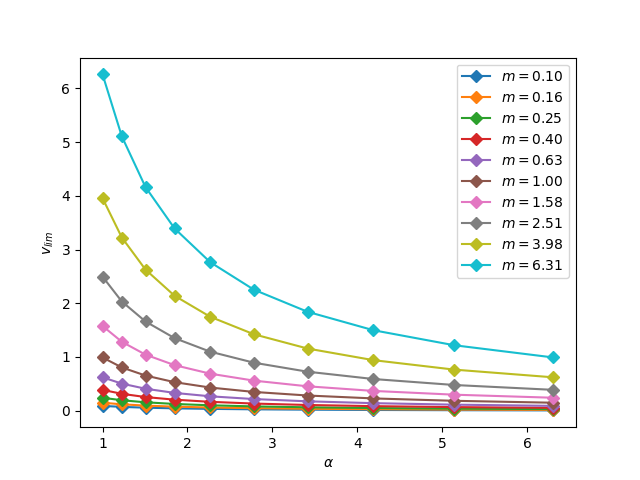 6
5
4
3
2
1
0
v_lim
1 2 3 4 5 6
α
m = 0.10
m = 0.16
m = 0.25
m = 0.40
m = 0.63
m = 1.00
m = 1.58
m = 2.51
m = 3.98
m = 6.31